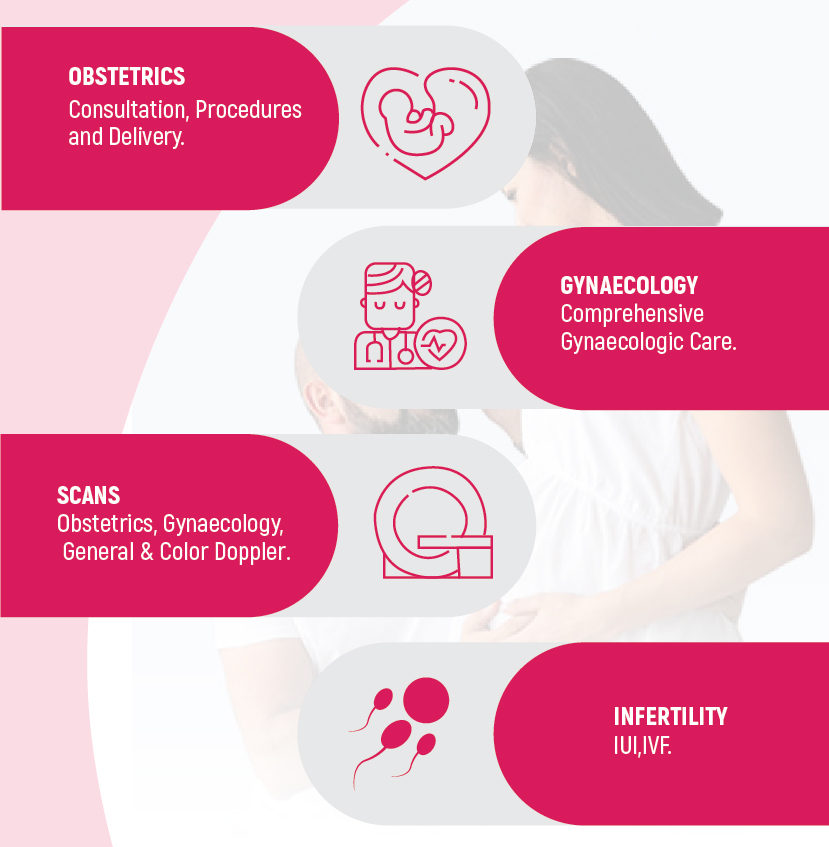 OBSTETRICS
Consultation, Procedures
and Delivery.
GYNAECOLOGY
Comprehensive
Gynaecologic Care.
SCANS
Obstetrics, Gynaecology,
General & Color Doppler.
INFERTILITY
IUI,IVF.